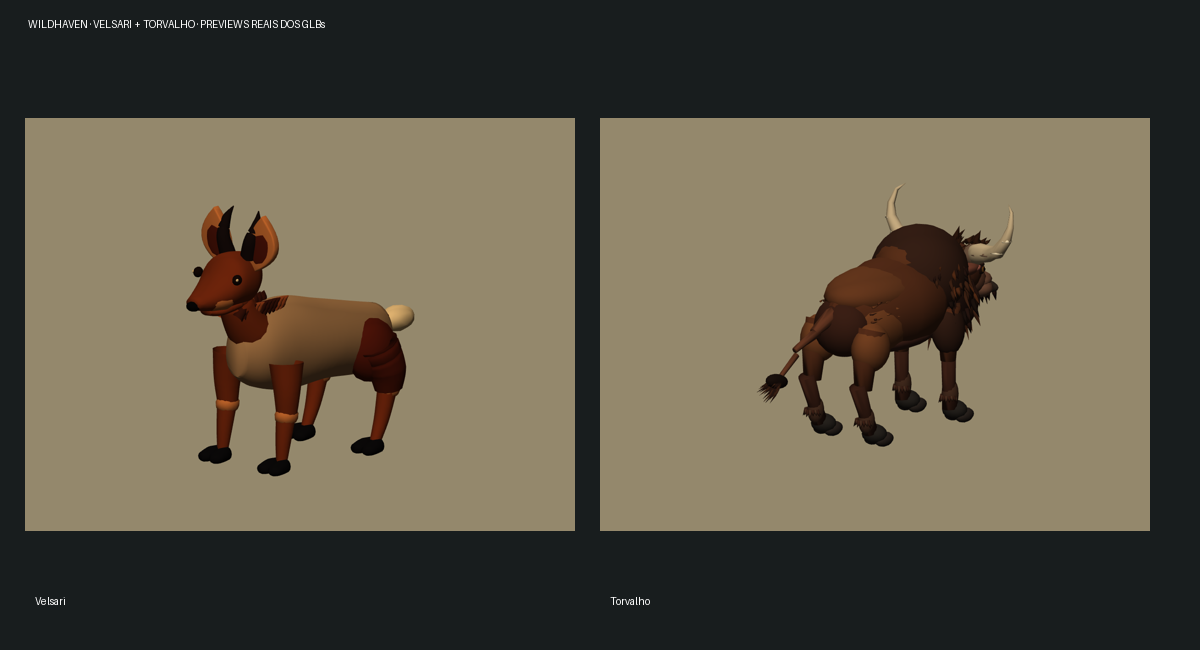 WILDHAVEN · VELSARI + TORVALHO · PREVIEWS REAIS DOS GLBs
Velsari
Torvalho